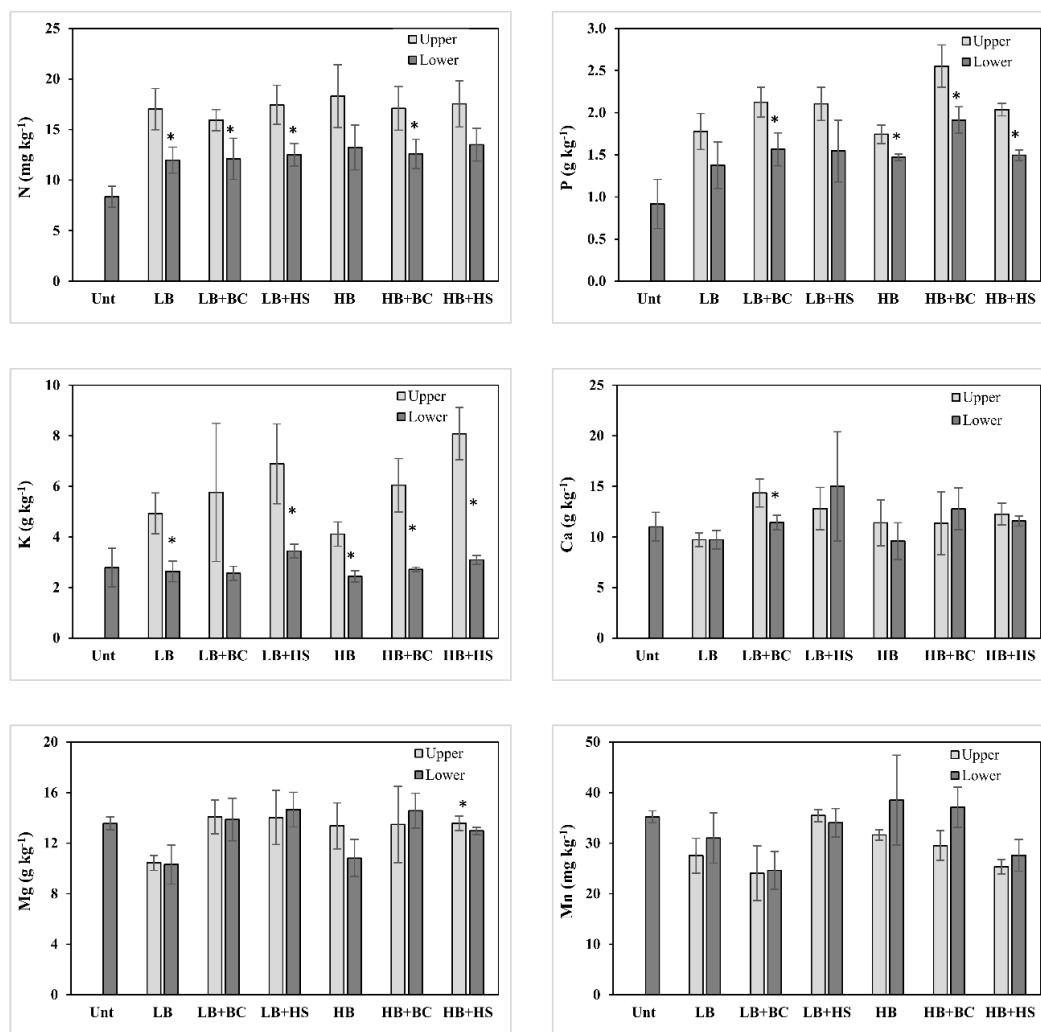 25
20
15
10
5
0
N (mg kg-1)
Upper
Lower
*
*
*
*
Unt LB LB+BC LB+HS HB HB+BC HB+HS
3.0
2.5
2.0
1.5
1.0
0.5
0.0
P (g kg-1)
Upper
Lower
*
*
*
*
Unt LB LB+BC LB+HS HB HB+BC HB+HS
10
8
6
4
2
0
K (g kg-1)
Upper
Lower
*
*
*
*
*
Unt LB LB+BC LB+HS HB HB+BC HB+HS
25
20
15
10
5
0
Ca (g kg-1)
Upper
Lower
*
Unt LB LB+BC LB+HS HB HB+BC HB+HS
20
16
12
8
4
0
Mg (g kg-1)
Upper
Lower
*
Unt LB LB+BC LB+HS HB HB+BC HB+HS
50
40
30
20
10
0
Mn (mg kg-1)
Upper
Lower
Unt LB LB+BC LB+HS HB HB+BC HB+HS